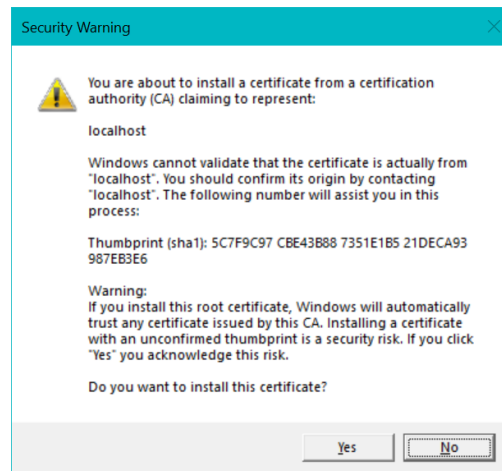 Security Warning
You are about to install a certificate from a certification
authority (CA) claiming to represent:
localhost
Windows cannot validate that the certificate is actually from
"localhost". You should confirm its origin by contacting
"localhost". The following number will assist you in this
process:
Thumbprint (sha1): 5C7F9C97 CBE43B88 7351E1B5 21DECA93
987EB3E6
Warning:
If you install this root certificate, Windows will automatically
trust any certificate issued by this CA. Installing a certificate
with an unconfirmed thumbprint is a security risk. If you click
"Yes" you acknowledge this risk.
Do you want to install this certificate?
Yes
No